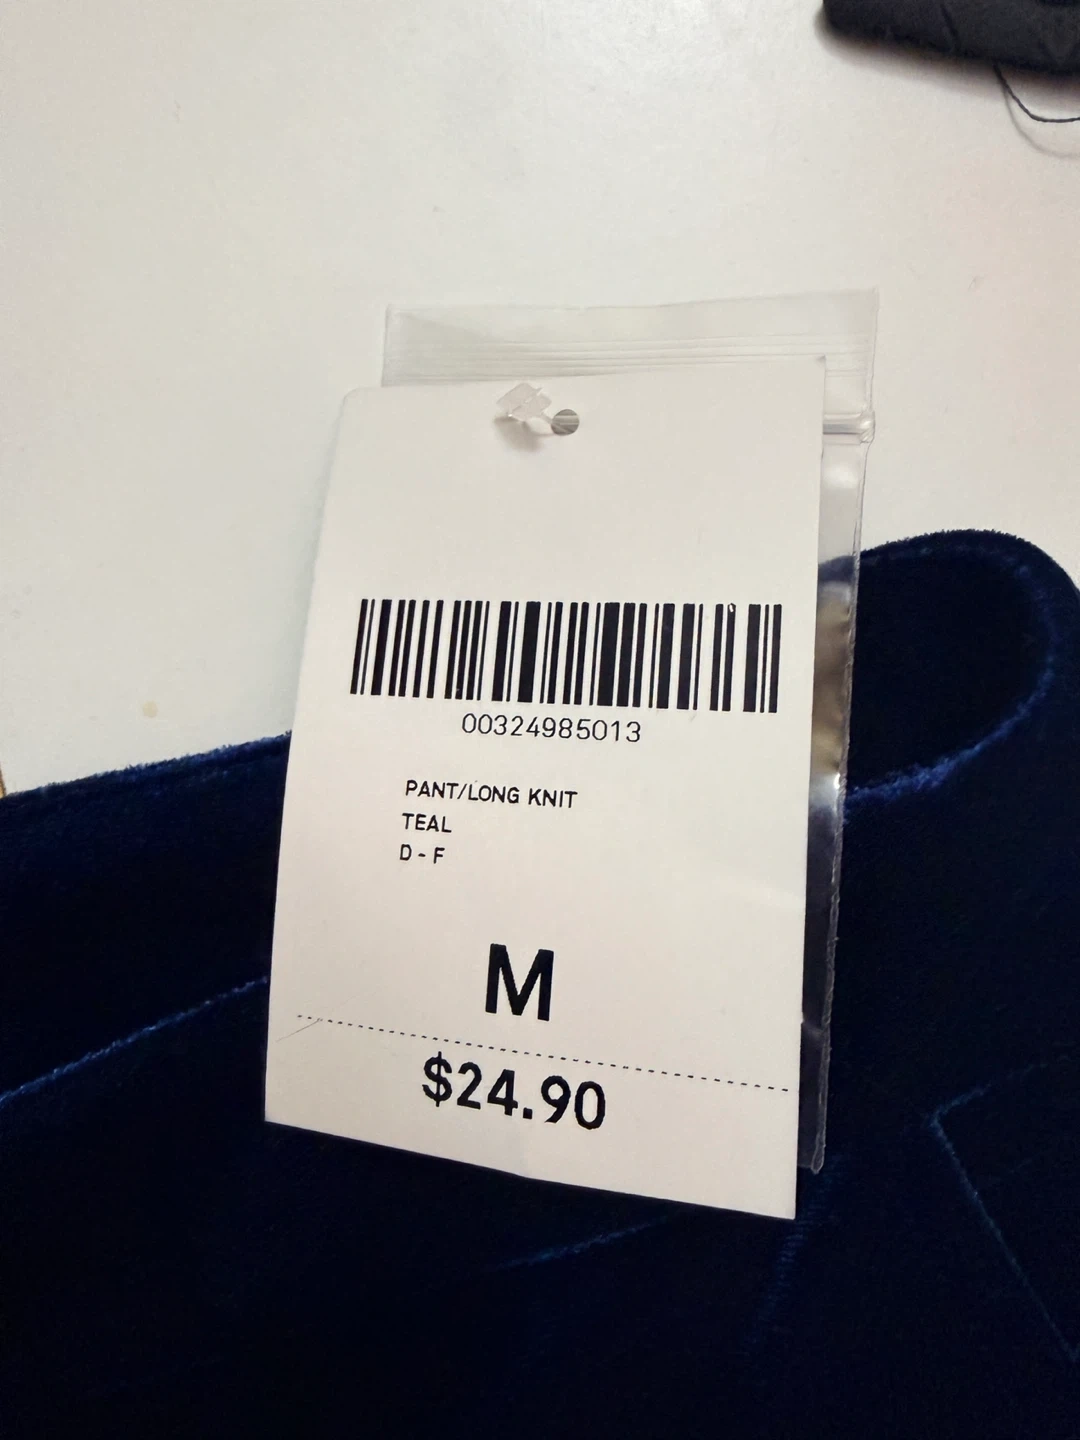 00324985013
PANT/LONG KNIT
TEAL
D - F
M
$24.90